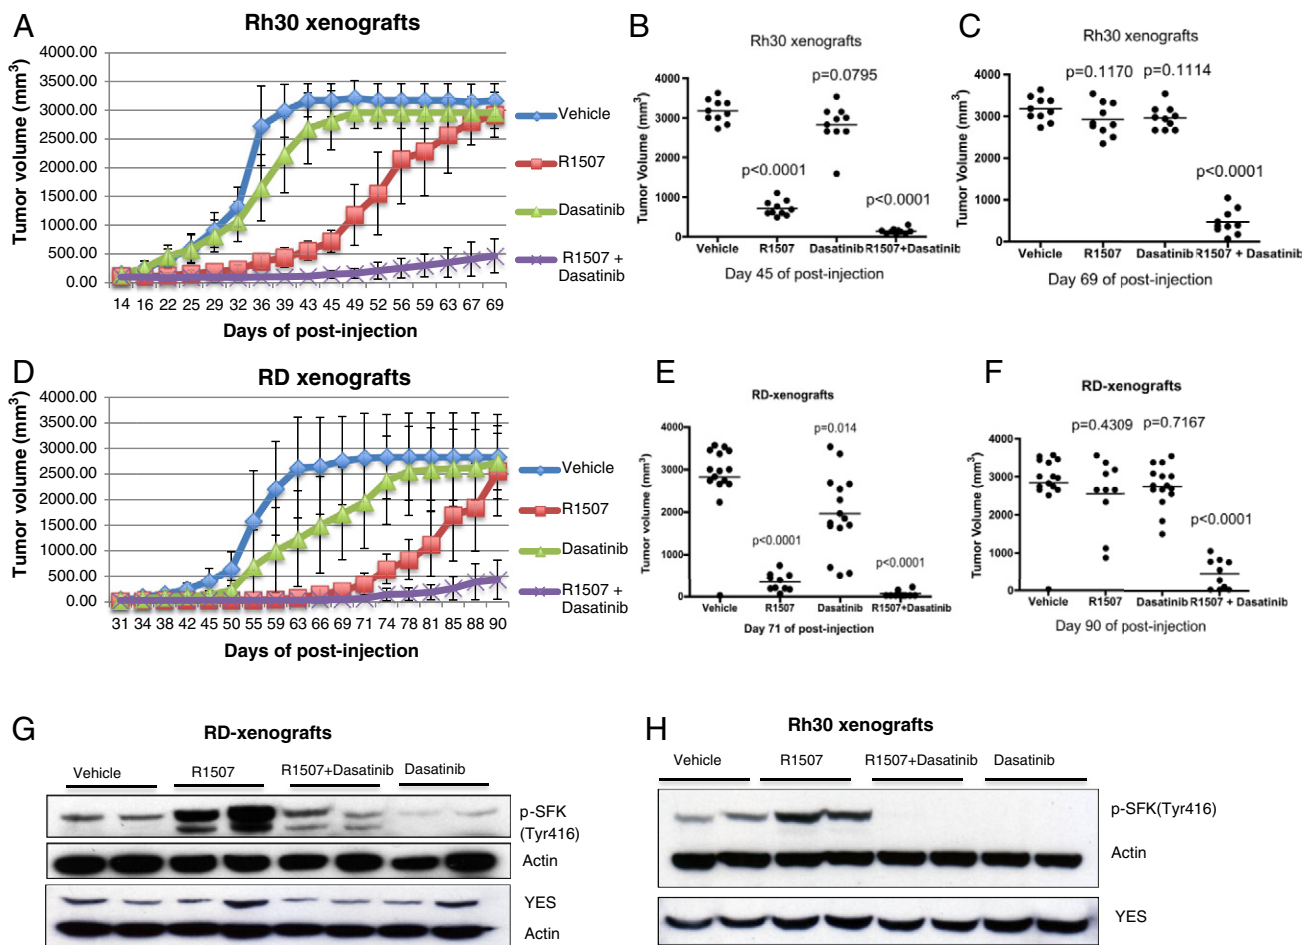 A
Rh30 xenografts
Tumor volume (mm³)
4000.00
3500.00
3000.00
2500.00
2000.00
1500.00
1000.00
500.00
0.00
14 16 22 25 29 32 36 39 43 45 49 52 56 59 63 67 69
Days of post-injection
Vehicle
R1507
Dasatinib
R1507 +
Dasatinib
B
Rh30 xenografts
Tumor Volume (mm³)
4000
3000
2000
1000
0
p<0.0001
p=0.0795
p<0.0001
Vehicle R1507 Dasatinib R1507+Dasatinib
Day 45 of post-injection
C
Rh30 xenografts
Tumor Volume (mm³)
4000
3000
2000
1000
0
p=0.1170 p=0.1114
p<0.0001
Vehicle R1507 Dasatinib R1507 + Dasatinib
Day 69 of post-injection
D
RD xenografts
Tumor volume (mm³)
4000.00
3500.00
3000.00
2500.00
2000.00
1500.00
1000.00
500.00
0.00
31 34 38 42 45 50 55 59 63 66 69 71 74 78 81 85 88 90
Days of post-injection
Vehicle
R1507
Dasatinib
R1507 +
Dasatinib
E
RD-xenografts
Tumor volume (mm³)
4000
3000
2000
1000
0
p<0.0001
p=0.014
p<0.0001
Vehicle R1507 Dasatinib R1507+Dasatinib
Day 71 of post-injection
F
RD-xenografts
Tumor volume (mm³)
4000
3000
2000
1000
0
p=0.4309 p=0.7167
p<0.0001
Vehicle R1507 Dasatinib R1507 + Dasatinib
Day 90 of post-injection
G
RD-xenografts
Vehicle R1507 R1507+Dasatinib Dasatinib
p-SFK
(Tyr416)
Actin
YES
Actin
H
Rh30 xenografts
Vehicle R1507 R1507+Dasatinib Dasatinib
p-SFK(Tyr416)
Actin
YES